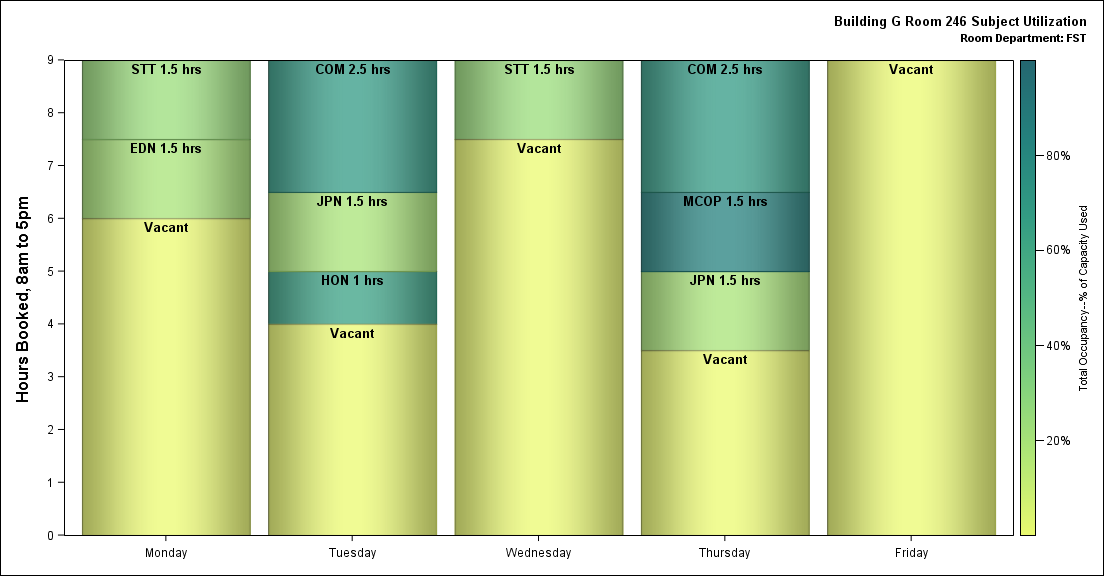 Building G Room 246 Subject Utilization
Room Department: FST
Hours Booked, 8am to 5pm
9
8
7
6
5
4
3
2
1
0
STT 1.5 hrs
EDN 1.5 hrs
Vacant
COM 2.5 hrs
JPN 1.5 hrs
HON 1 hrs
Vacant
STT 1.5 hrs
Vacant
COM 2.5 hrs
MCOP 1.5 hrs
JPN 1.5 hrs
Vacant
Vacant
Monday
Tuesday
Wednesday
Thursday
Friday
80%
60%
40%
20%
Total Occupancy--% of Capacity Used